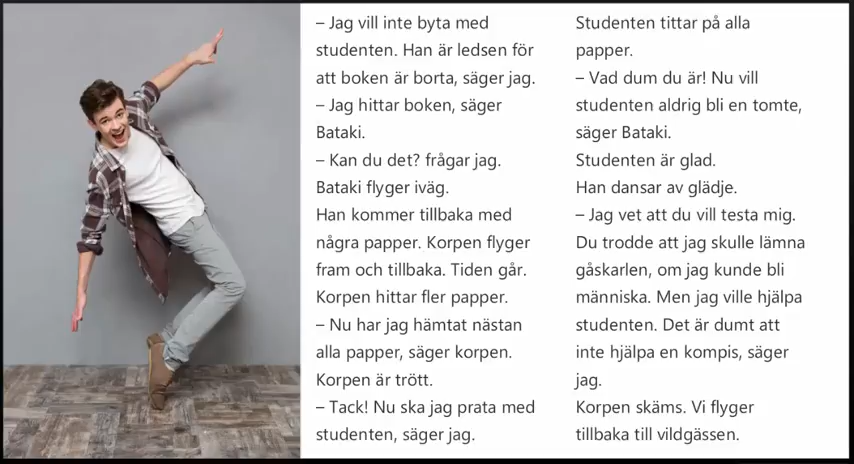 – Jag vill inte byta med
studenten. Han är ledsen för
att boken är borta, säger jag.
– Jag hittar boken, säger
Bataki.
– Kan du det? frågar jag.
Bataki flyger iväg.
Han kommer tillbaka med
några papper. Korpen flyger
fram och tillbaka. Tiden går.
Korpen hittar fler papper.
– Nu har jag hämtat nästan
alla papper, säger korpen.
Korpen är trött.
– Tack! Nu ska jag prata med
studenten, säger jag.
Studenten tittar på alla
papper.
– Vad dum du är! Nu vill
studenten aldrig bli en tomte,
säger Bataki.
Studenten är glad.
Han dansar av glädje.
– Jag vet att du vill testa mig.
Du trodde att jag skulle lämna
gåskarlen, om jag kunde bli
människa. Men jag ville hjälpa
studenten. Det är dumt att
inte hjälpa en kompis, säger
jag.
Korpen skäms. Vi flyger
tillbaka till vildgässen.